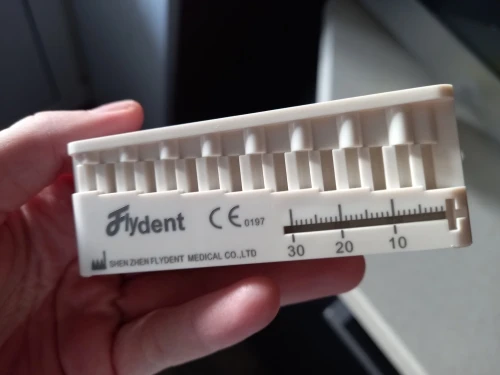 Flydent CE 0197
30 20 10
SHEN ZHEN FLYDENT MEDICAL CO.,LTD